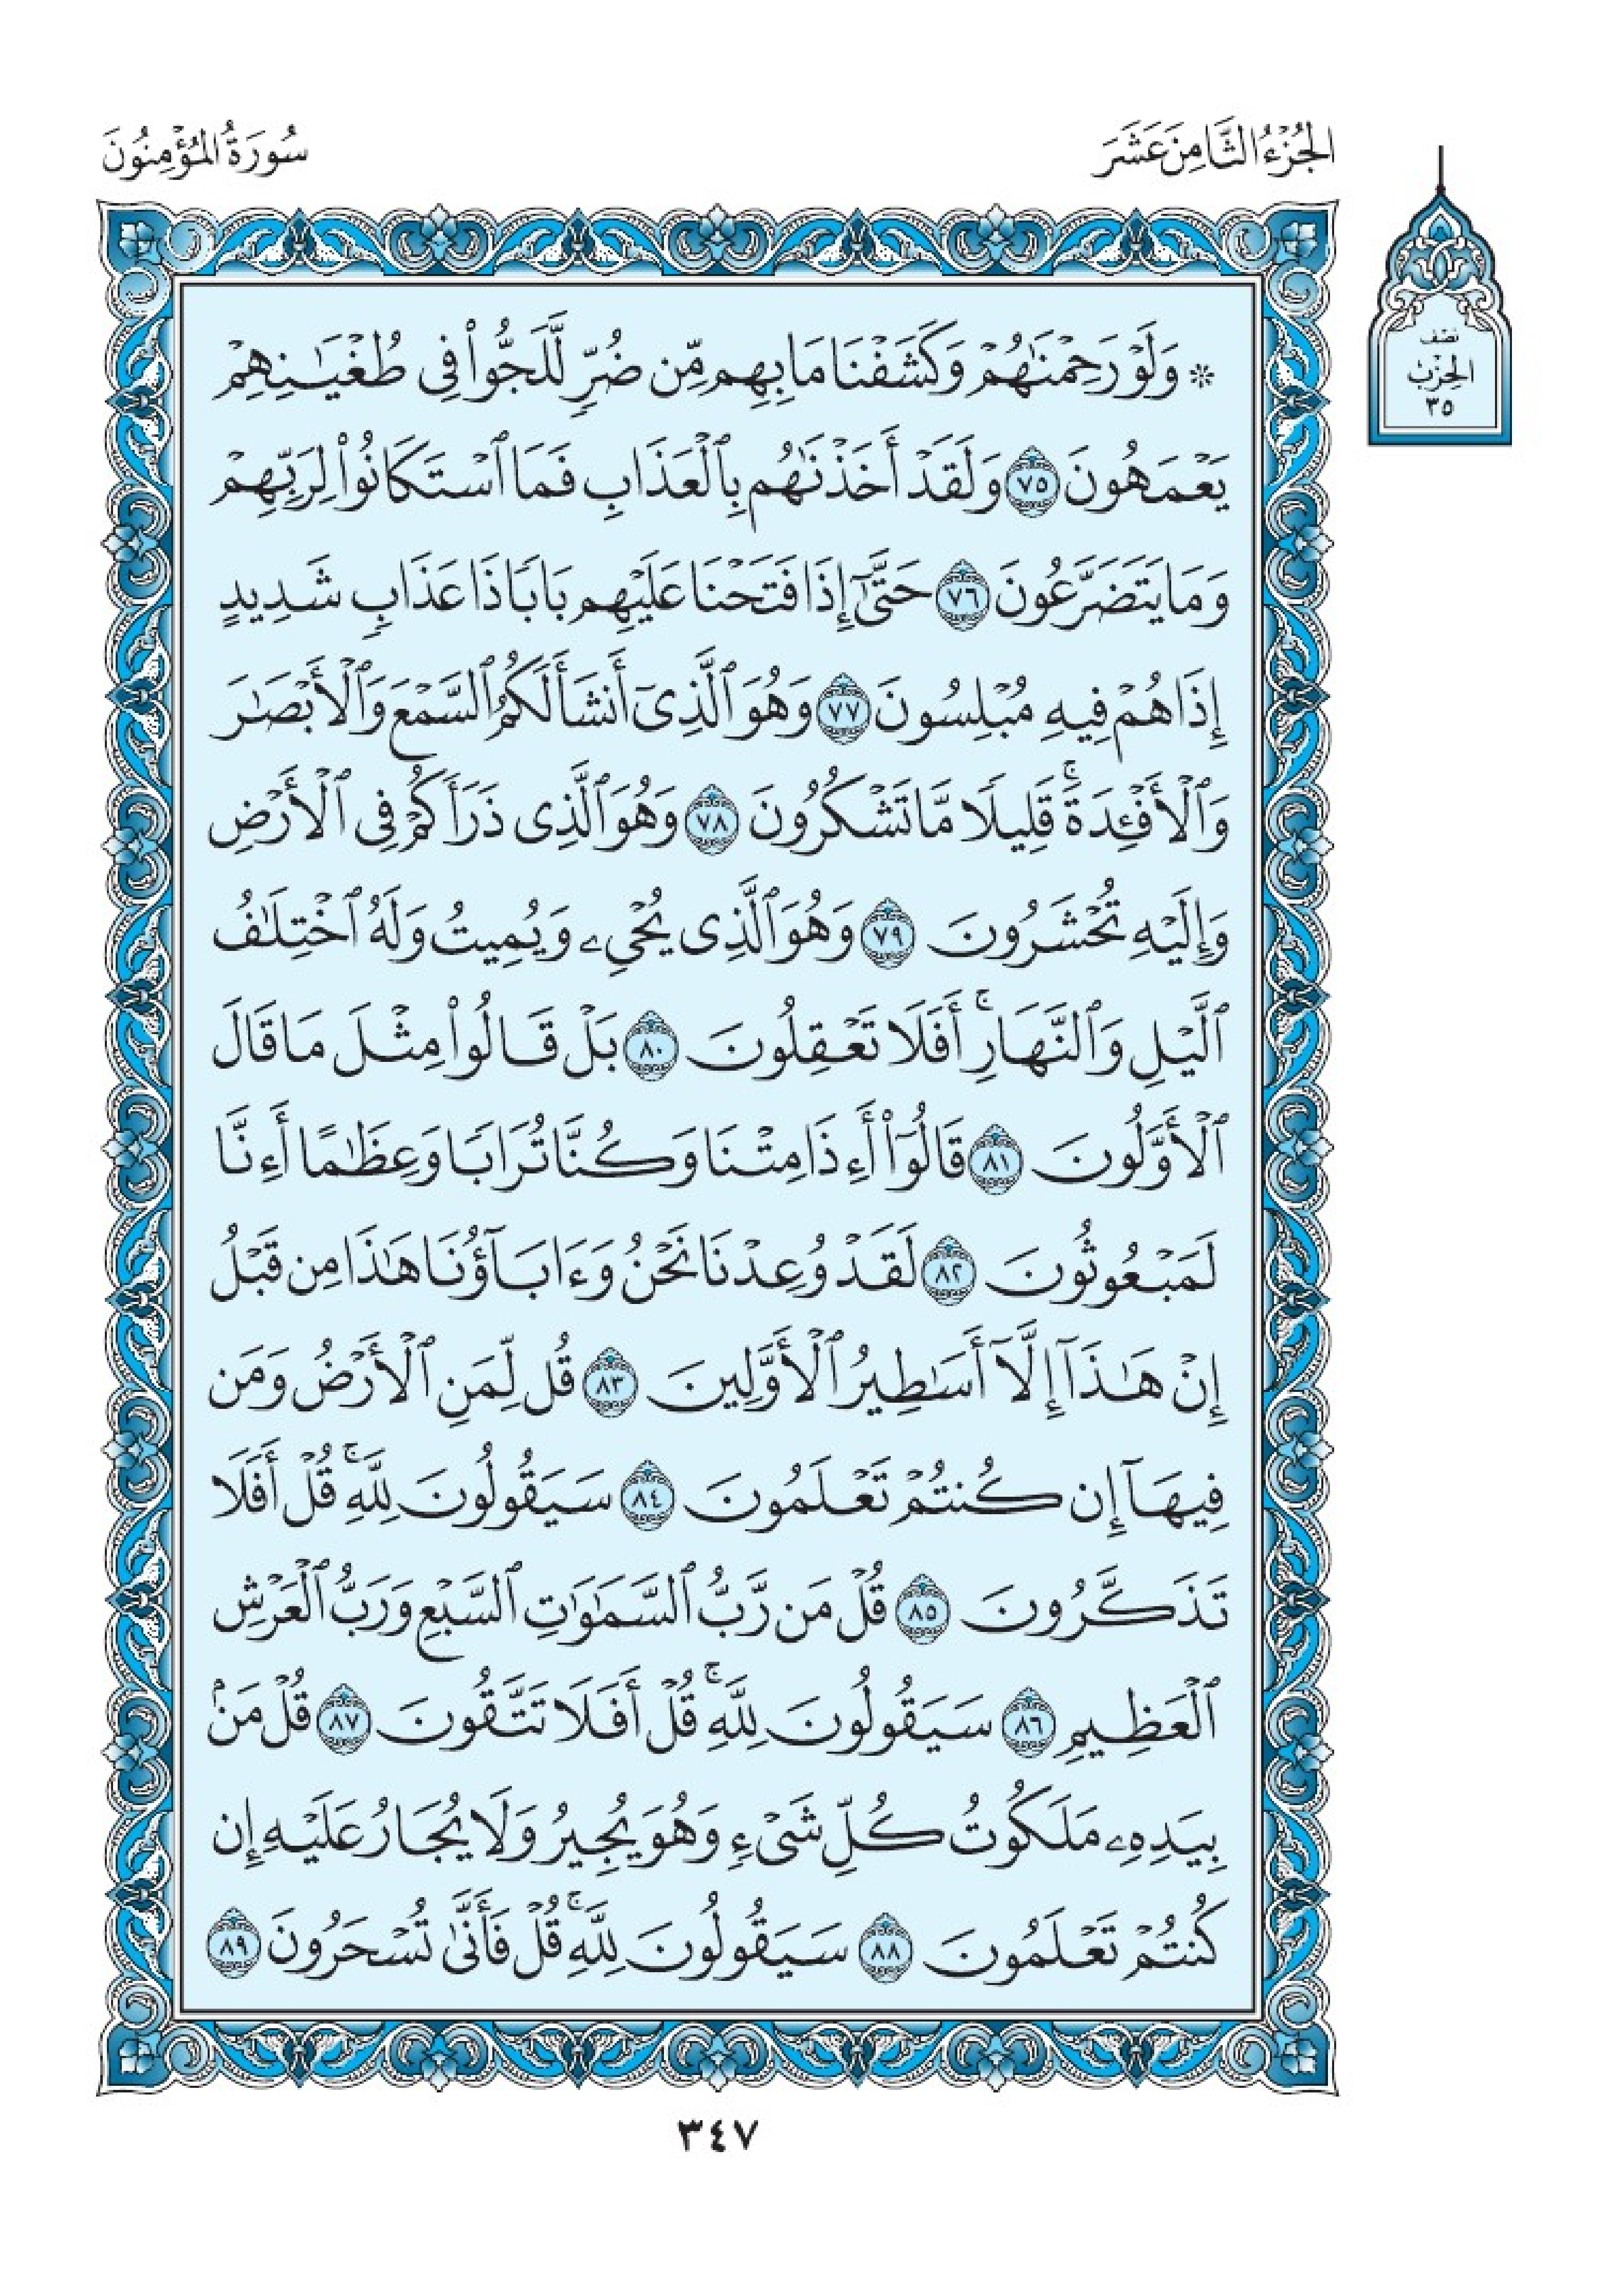 الجُزْءُ الثَّامِنَ عَشَرَ
سُورَةُ المُؤْمِنُونَ
نصف
الحِزْب
٣٥
۞ وَلَوْ رَحِمْنَٰهُمْ وَكَشَفْنَا مَا بِهِم مِّن ضُرٍّ لَّلَجُّوا۟ فِى طُغْيَـٰنِهِمْ
يَعْمَهُونَ ٧٥ وَلَقَدْ أَخَذْنَٰهُم بِٱلْعَذَابِ فَمَا ٱسْتَكَانُوا۟ لِرَبِّهِمْ
وَمَا يَتَضَرَّعُونَ ٧٦ حَتَّىٰٓ إِذَا فَتَحْنَا عَلَيْهِم بَابًا ذَا عَذَابٍ شَدِيدٍ
إِذَا هُمْ فِيهِ مُبْلِسُونَ ٧٧ وَهُوَ ٱلَّذِىٓ أَنشَأَ لَكُمُ ٱلسَّمْعَ وَٱلْأَبْصَٰرَ
وَٱلْأَفْـِٔدَةَ ۚ قَلِيلًا مَّا تَشْكُرُونَ ٧٨ وَهُوَ ٱلَّذِى ذَرَأَكُمْ فِى ٱلْأَرْضِ
وَإِلَيْهِ تُحْشَرُونَ ٧٩ وَهُوَ ٱلَّذِى يُحْىِۦ وَيُمِيتُ وَلَهُ ٱخْتِلَٰفُ
ٱلَّيْلِ وَٱلنَّهَارِ ۚ أَفَلَا تَعْقِلُونَ ٨٠ بَلْ قَالُوا۟ مِثْلَ مَا قَالَ
ٱلْأَوَّلُونَ ٨١ قَالُوٓا۟ أَءِذَا مِتْنَا وَكُنَّا تُرَابًا وَعِظَٰمًا أَءِنَّا
لَمَبْعُوثُونَ ٨٢ لَقَدْ وُعِدْنَا نَحْنُ وَءَابَآؤُنَا هَٰذَا مِن قَبْلُ
إِنْ هَـٰذَآ إِلَّآ أَسَٰطِيرُ ٱلْأَوَّلِينَ ٨٣ قُل لِّمَنِ ٱلْأَرْضُ وَمَن
فِيهَآ إِن كُنتُمْ تَعْلَمُونَ ٨٤ سَيَقُولُونَ لِلَّهِ ۚ قُلْ أَفَلَا
تَذَكَّرُونَ ٨٥ قُلْ مَن رَّبُّ ٱلسَّمَٰوَٰتِ ٱلسَّبْعِ وَرَبُّ ٱلْعَرْشِ
ٱلْعَظِيمِ ٨٦ سَيَقُولُونَ لِلَّهِ ۚ قُلْ أَفَلَا تَتَّقُونَ ٨٧ قُلْ مَنۢ
بِيَدِهِۦ مَلَكُوتُ كُلِّ شَىْءٍ وَهُوَ يُجِيرُ وَلَا يُجَارُ عَلَيْهِ إِن
كُنتُمْ تَعْلَمُونَ ٨٨ سَيَقُولُونَ لِلَّهِ ۚ قُلْ فَأَنَّىٰ تُسْحَرُونَ ٨٩
٣٤٧